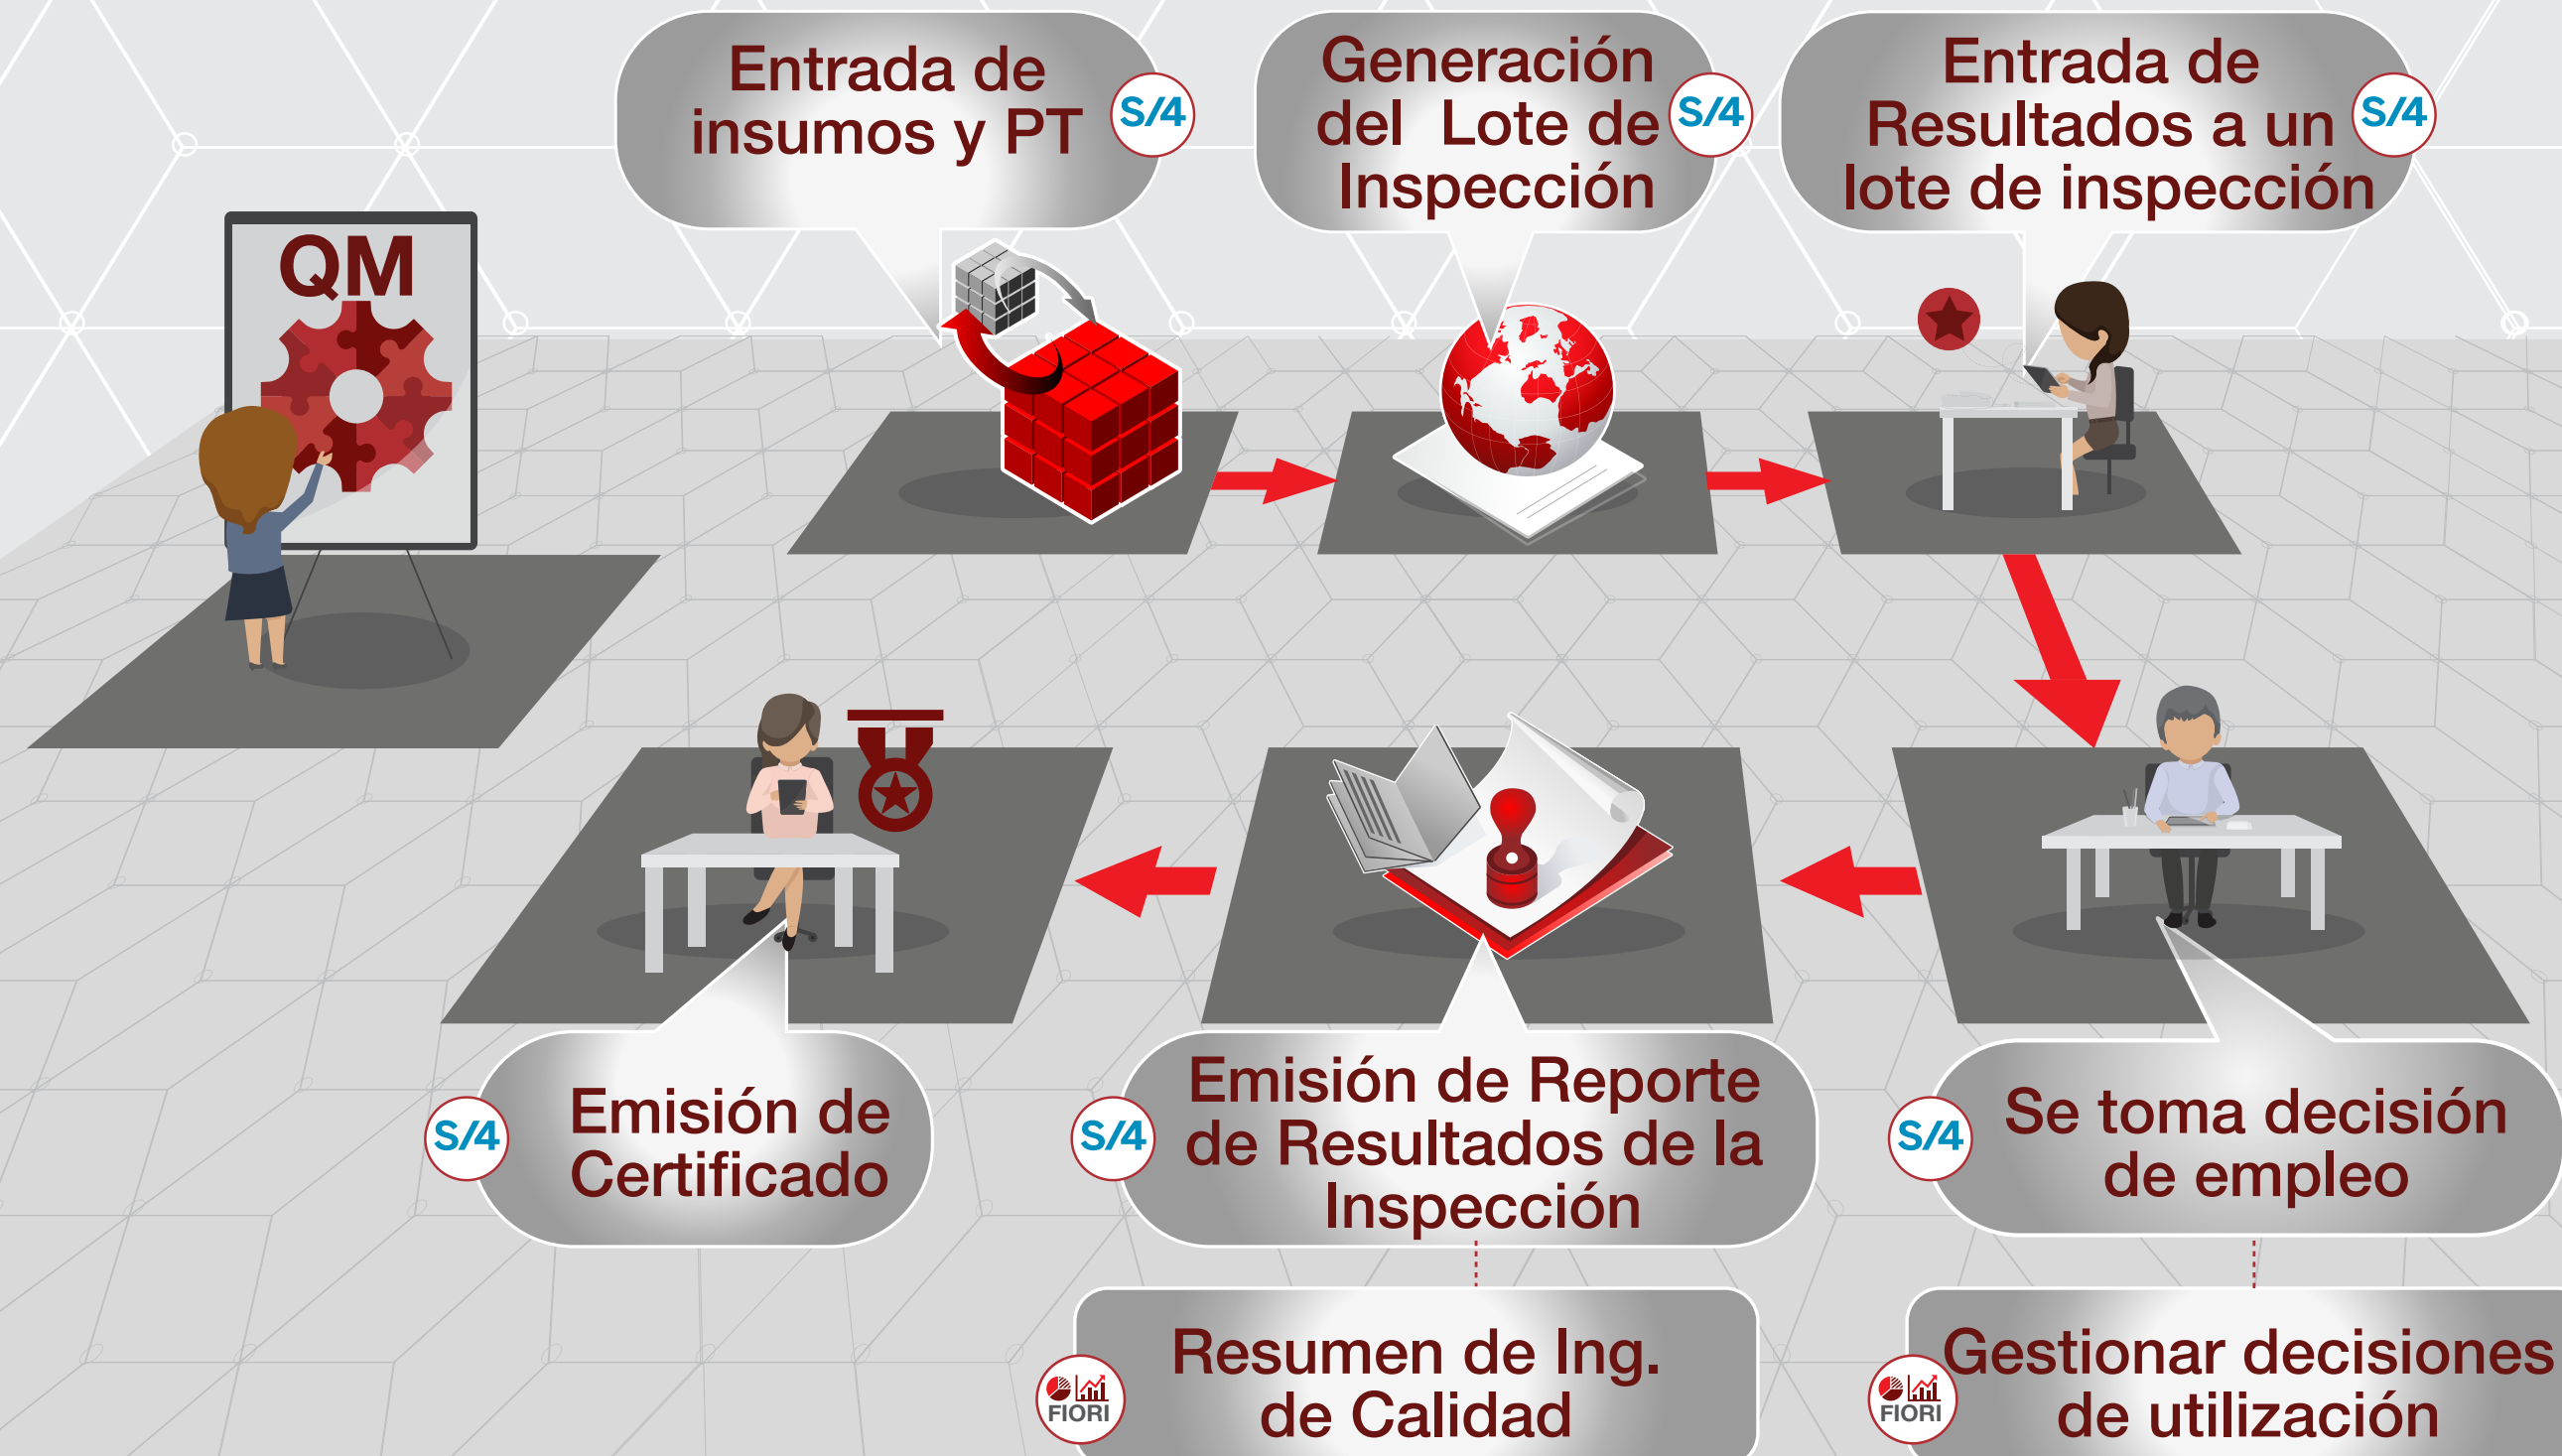 QM
Entrada de
insumos y PT
S/4
Generación
del Lote de
Inspección
S/4
Entrada de
Resultados a un
lote de inspección
S/4
S/4
Emisión de
Certificado
S/4
Emisión de Reporte
de Resultados de la
Inspección
S/4
Se toma decisión
de empleo
FIORI
Resumen de Ing.
de Calidad
FIORI
Gestionar decisiones
de utilización